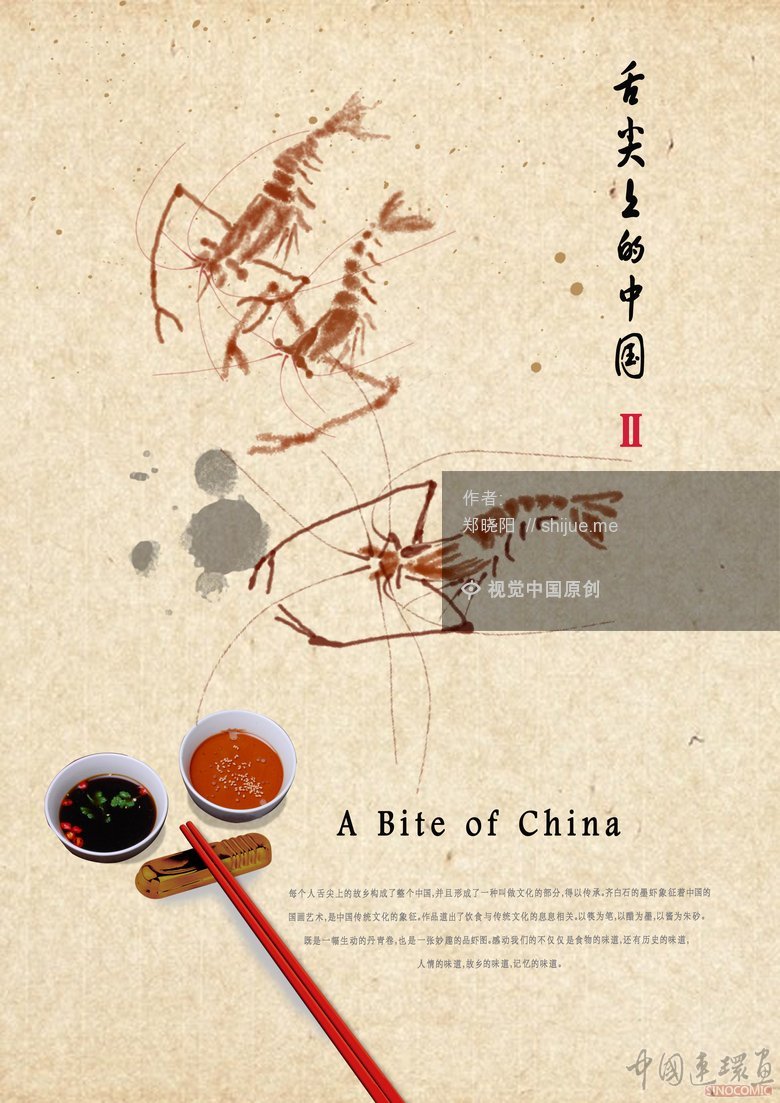 舌尖上的中国
II
作者:
郑晓阳 // shijue.me
视觉中国原创
A Bite of China
每个人舌尖上的故乡构成了整个中国,并且形成了一种叫做文化的部分,得以传承。齐白石的墨虾象征着中国的
国画艺术,是中国传统文化的象征。作品道出了饮食与传统文化的息息相关。以筷为笔,以醋为墨,以酱为朱砂。
既是一幅生动的丹青卷,也是一张妙趣的品虾图。感动我们的不仅仅是食物的味道,还有历史的味道,
人情的味道,故乡的味道,记忆的味道。
中國連環畫
SINOCOMIC